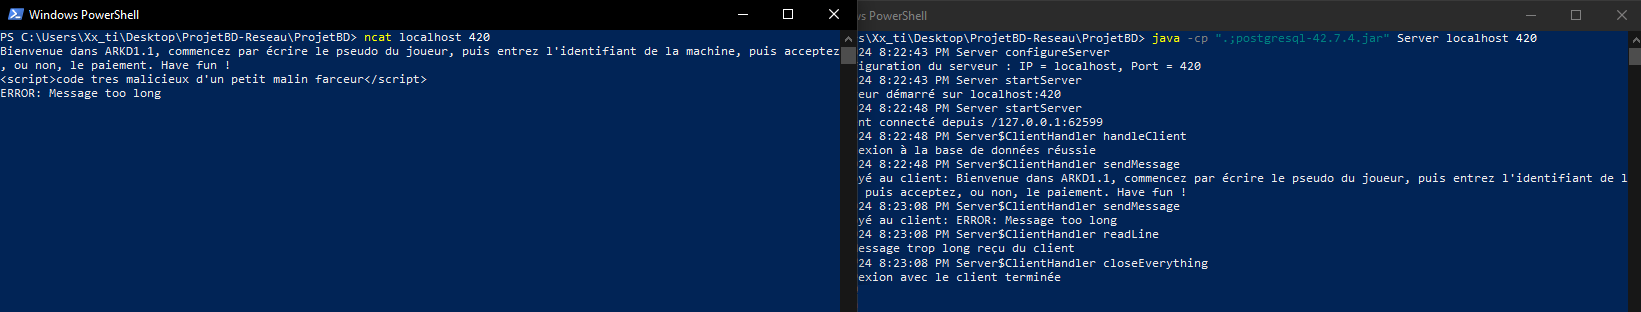 Windows PowerShell
PS C:\Users\Xx_ti\Desktop\ProjetBD-Reseau\ProjetBD> ncat localhost 420
Bienvenue dans ARKD1.1, commencez par écrire le pseudo du joueur, puis entrez l'identifiant de la machine, puis acceptez
, ou non, le paiement. Have fun !
<script>code tres malicieux d'un petit malin farceur</script>
ERROR: Message too long
ws PowerShell
s\Xx_ti\Desktop\ProjetBD-Reseau\ProjetBD> java -cp ".;postgresql-42.7.4.jar" Server localhost 420
24 8:22:43 PM Server configureServer
iguration du serveur : IP = localhost, Port = 420
24 8:22:43 PM Server startServer
eur démarré sur localhost:420
24 8:22:48 PM Server startServer
nt connecté depuis /127.0.0.1:62599
24 8:22:48 PM Server$ClientHandler handleClient
exion à la base de données réussie
24 8:22:48 PM Server$ClientHandler sendMessage
yé au client: Bienvenue dans ARKD1.1, commencez par écrire le pseudo du joueur, puis entrez l'identifiant de l
puis acceptez, ou non, le paiement. Have fun !
24 8:23:08 PM Server$ClientHandler sendMessage
yé au client: ERROR: Message too long
24 8:23:08 PM Server$ClientHandler readLine
essage trop long reçu du client
24 8:23:08 PM Server$ClientHandler closeEverything
exion avec le client terminée